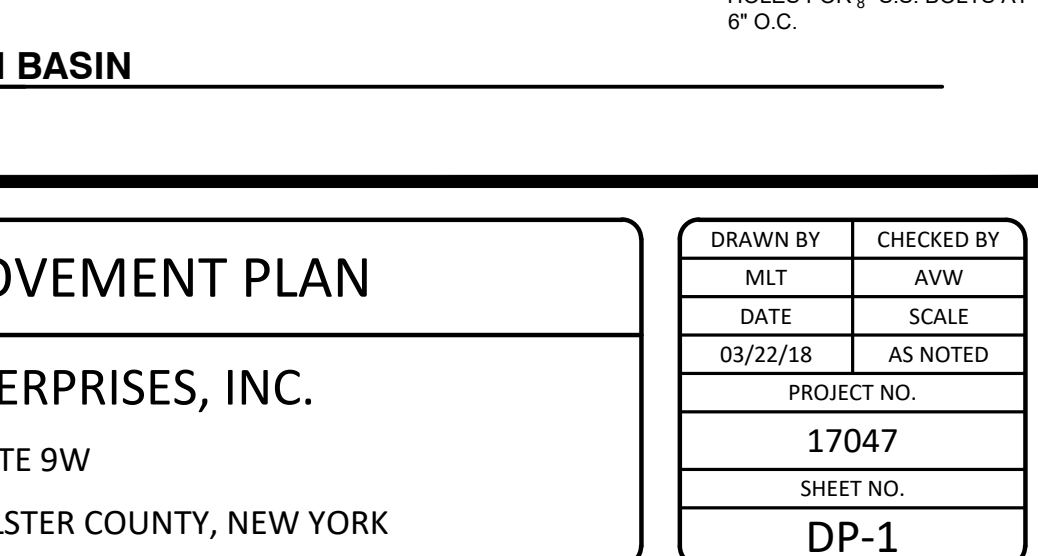 6" O.C.
BASIN
OVEMENT PLAN
ERPRISES, INC.
TE 9W
LSTER COUNTY, NEW YORK
DRAWN BY CHECKED BY
MLT AVW
DATE SCALE
03/22/18 AS NOTED
PROJECT NO.
17047
SHEET NO.
DP-1